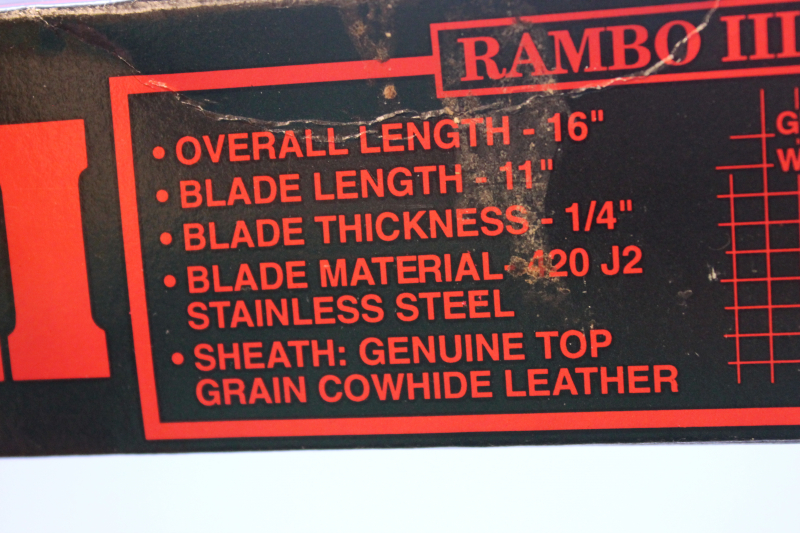 RAMBO III
• OVERALL LENGTH - 16"
• BLADE LENGTH - 11"
• BLADE THICKNESS - 1/4"
• BLADE MATERIAL- 420 J2
STAINLESS STEEL
• SHEATH: GENUINE TOP
GRAIN COWHIDE LEATHER
I
G
W